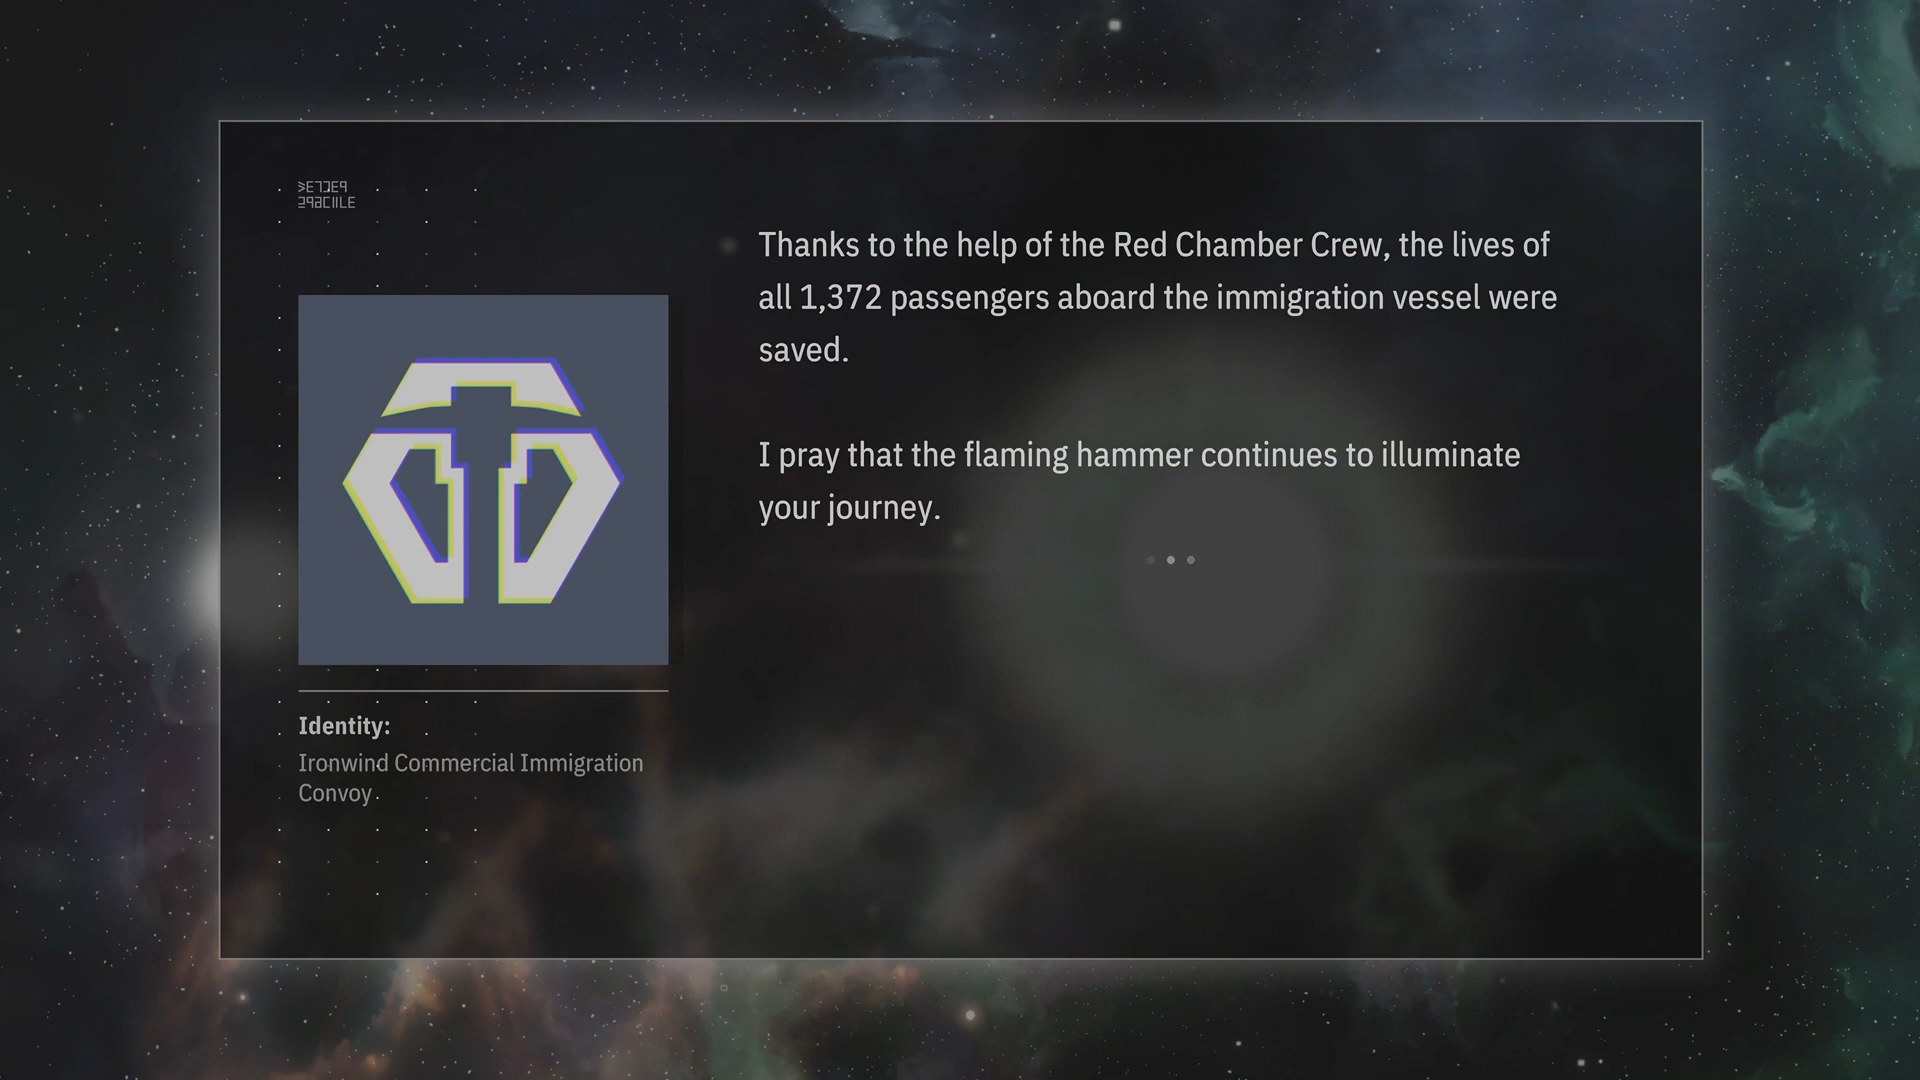 Thanks to the help of the Red Chamber Crew, the lives of
all 1,372 passengers aboard the immigration vessel were
saved.
I pray that the flaming hammer continues to illuminate
your journey.
Identity:
Ironwind Commercial Immigration
Convoy